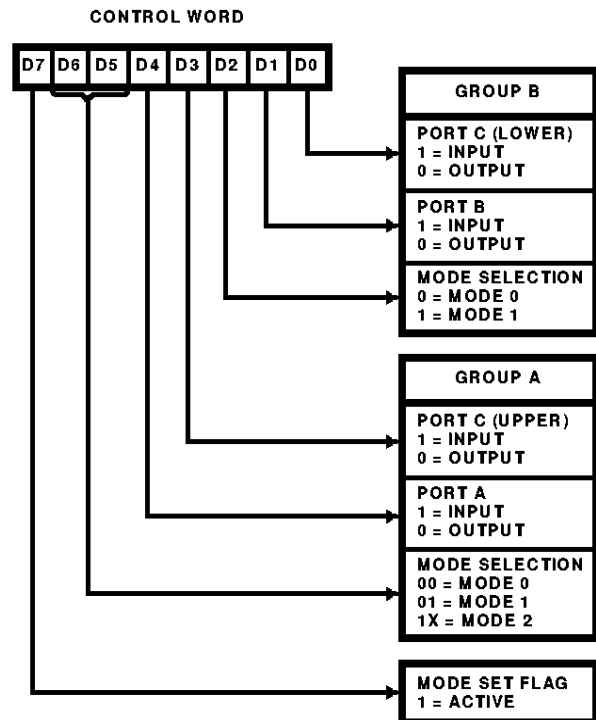 CONTROL WORD
D7 D6 D5 D4 D3 D2 D1 D0
GROUP B
PORT C (LOWER)
1 = INPUT
0 = OUTPUT
PORT B
1 = INPUT
0 = OUTPUT
MODE SELECTION
0 = MODE 0
1 = MODE 1
GROUP A
PORT C (UPPER)
1 = INPUT
0 = OUTPUT
PORT A
1 = INPUT
0 = OUTPUT
MODE SELECTION
00 = MODE 0
01 = MODE 1
1X = MODE 2
MODE SET FLAG
1 = ACTIVE